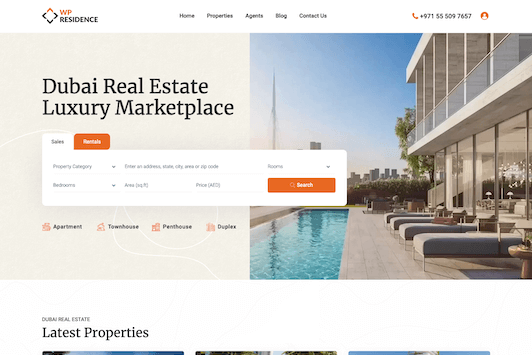 WP
RESIDENCE
Home Properties Agents Blog Contact Us
+971 55 509 7657
Dubai Real Estate
Luxury Marketplace
Sales Rentals
Property Category Enter an address, state, city, area or zip code Rooms
Bedrooms Area (sq.ft) Price (AED) Search
Apartment Townhouse Penthouse Duplex
DUBAI REAL ESTATE
Latest Properties